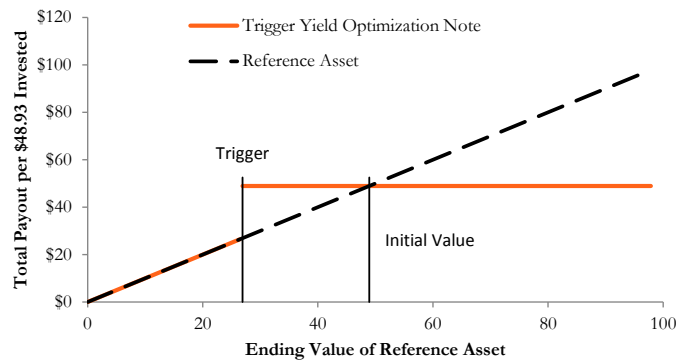 $120
$100
$80
$60
$40
$20
$0
Total Payout per $48.93 Invested
Trigger Yield Optimization Note
Reference Asset
Trigger
Initial Value
0
20
40
60
80
100
Ending Value of Reference Asset